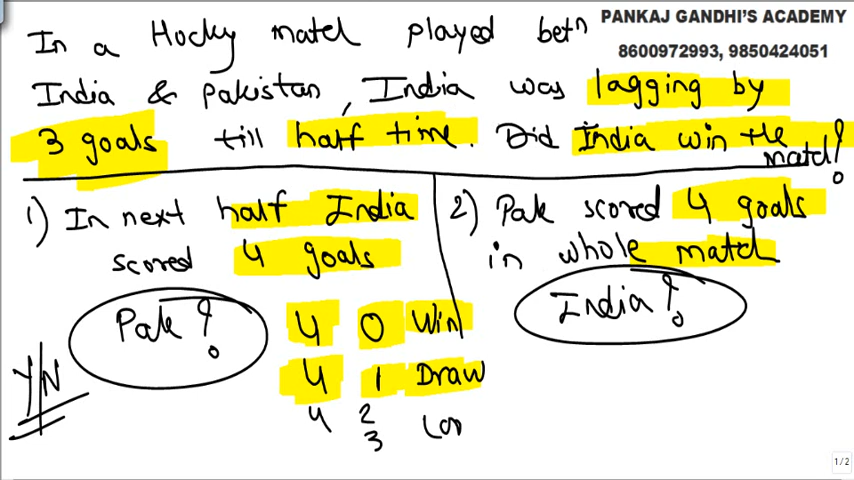 In a Hocky match played betn
PANKAJ GANDHI'S ACADEMY
8600972993, 9850424051
India & Pakistan, India was lagging by
3 goals till half time. Did India win the
match?
1) In next half India
scored 4 goals
Pak?
4 0 Win
4 1 Draw
4 2
3
Y/N
2) Pak scored 4 goals
in whole match
India?
1/2